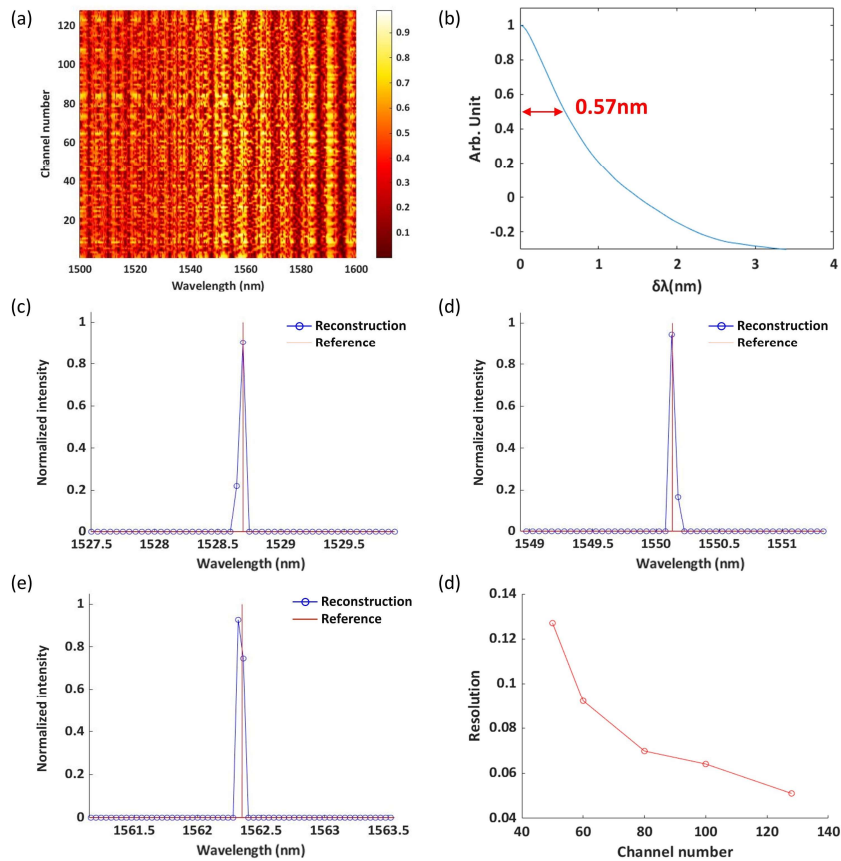 (a)
120
100
80
60
40
20
Channel number
1500 1510 1520 1530 1540 1550 1560 1570 1580 1590 1600
Wavelength (nm)
0.9
0.8
0.7
0.6
0.5
0.4
0.3
0.2
0.1
(b)
1
0.8
0.6
0.4
0.2
0
-0.2
Arb. Unit
0.57nm
0 1 2 3 4
δλ(nm)
(c)
1
0.8
0.6
0.4
0.2
0
Normalized intensity
Reconstruction
Reference
1527.5 1528 1528.5 1529 1529.5
Wavelength (nm)
(d)
1
0.8
0.6
0.4
0.2
0
Normalized intensity
Reconstruction
Reference
1549 1549.5 1550 1550.5 1551
Wavelength (nm)
(e)
1
0.8
0.6
0.4
0.2
0
Normalized intensity
Reconstruction
Reference
1561.5 1562 1562.5 1563 1563.5
Wavelength (nm)
(d)
0.14
0.12
0.1
0.08
0.06
0.04
Resolution
40 60 80 100 120 140
Channel number